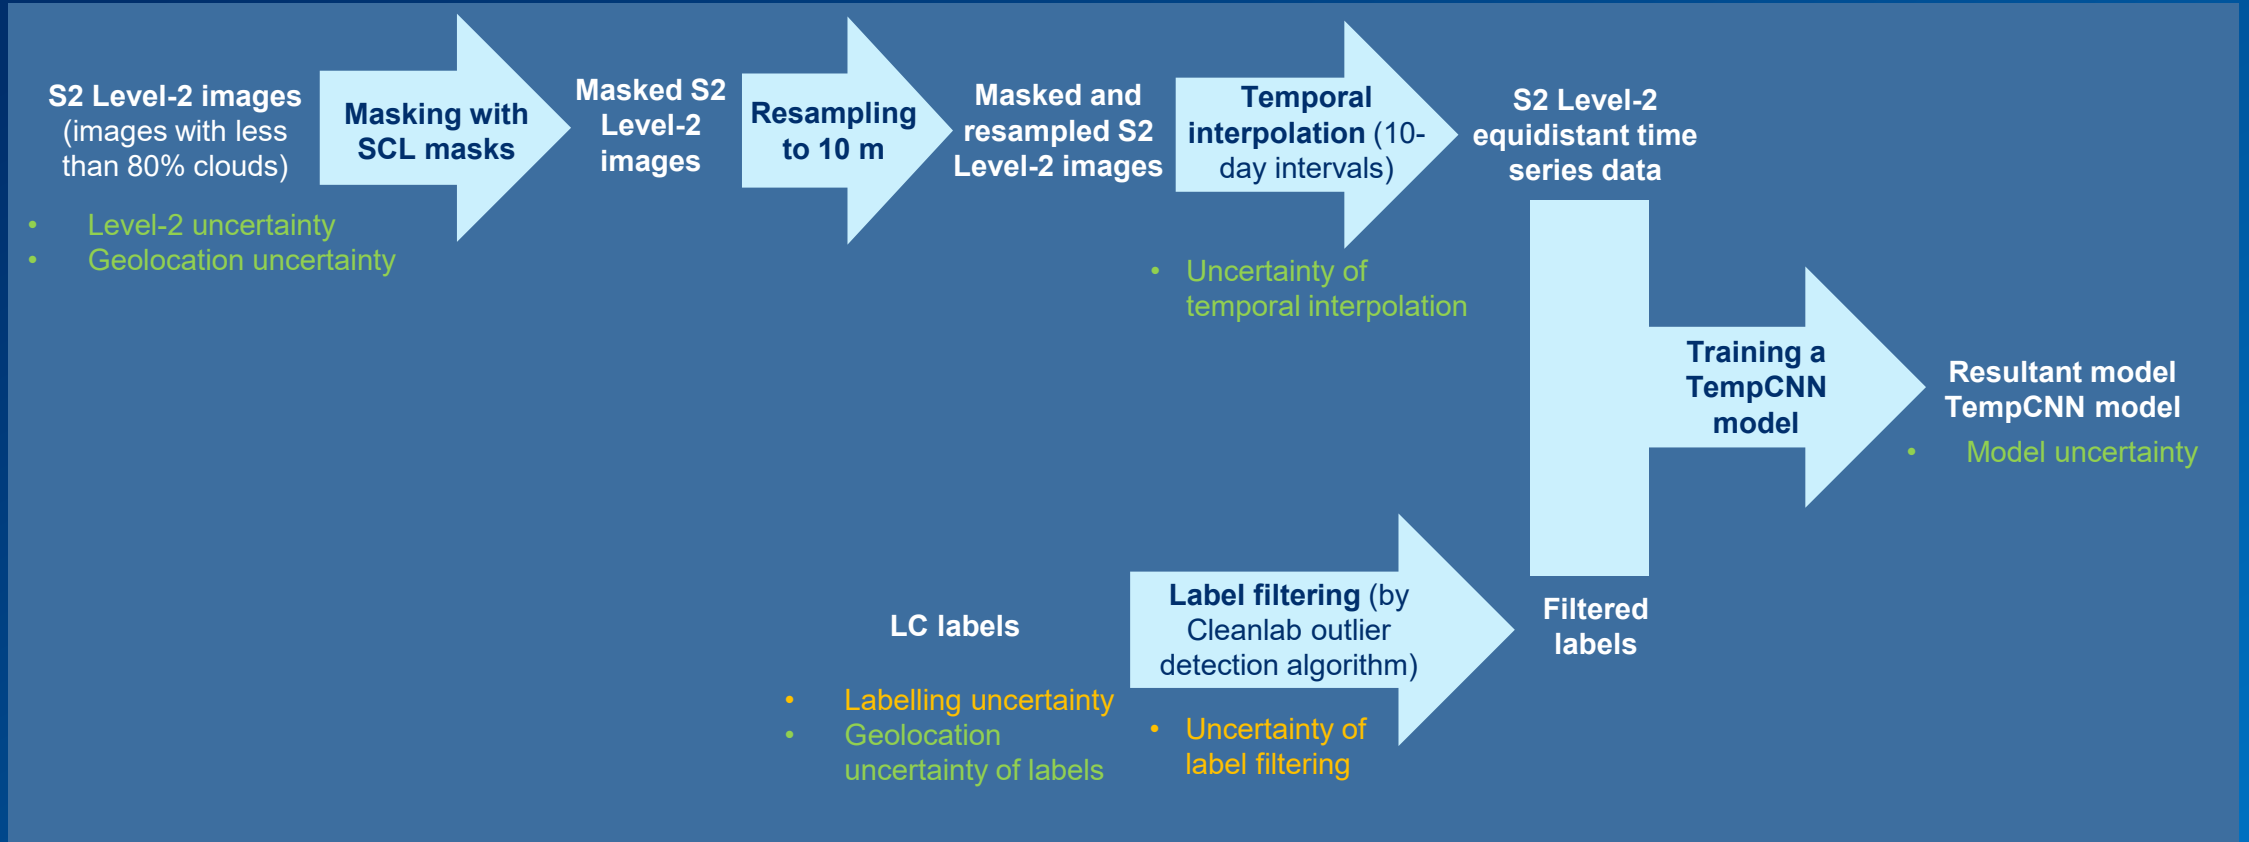 S2 Level-2 images
(images with less
than 80% clouds)
• Level-2 uncertainty
• Geolocation uncertainty
Masking with
SCL masks
Masked S2
Level-2
images
Resampling
to 10 m
Masked and
resampled S2
Level-2 images
Temporal
interpolation (10-
day intervals)
• Uncertainty of
temporal interpolation
S2 Level-2
equidistant time
series data
Training a
TempCNN
model
Resultant model
TempCNN model
• Model uncertainty
LC labels
• Labelling uncertainty
• Geolocation
uncertainty of labels
Label filtering (by
Cleanlab outlier
detection algorithm)
• Uncertainty of
label filtering
Filtered
labels